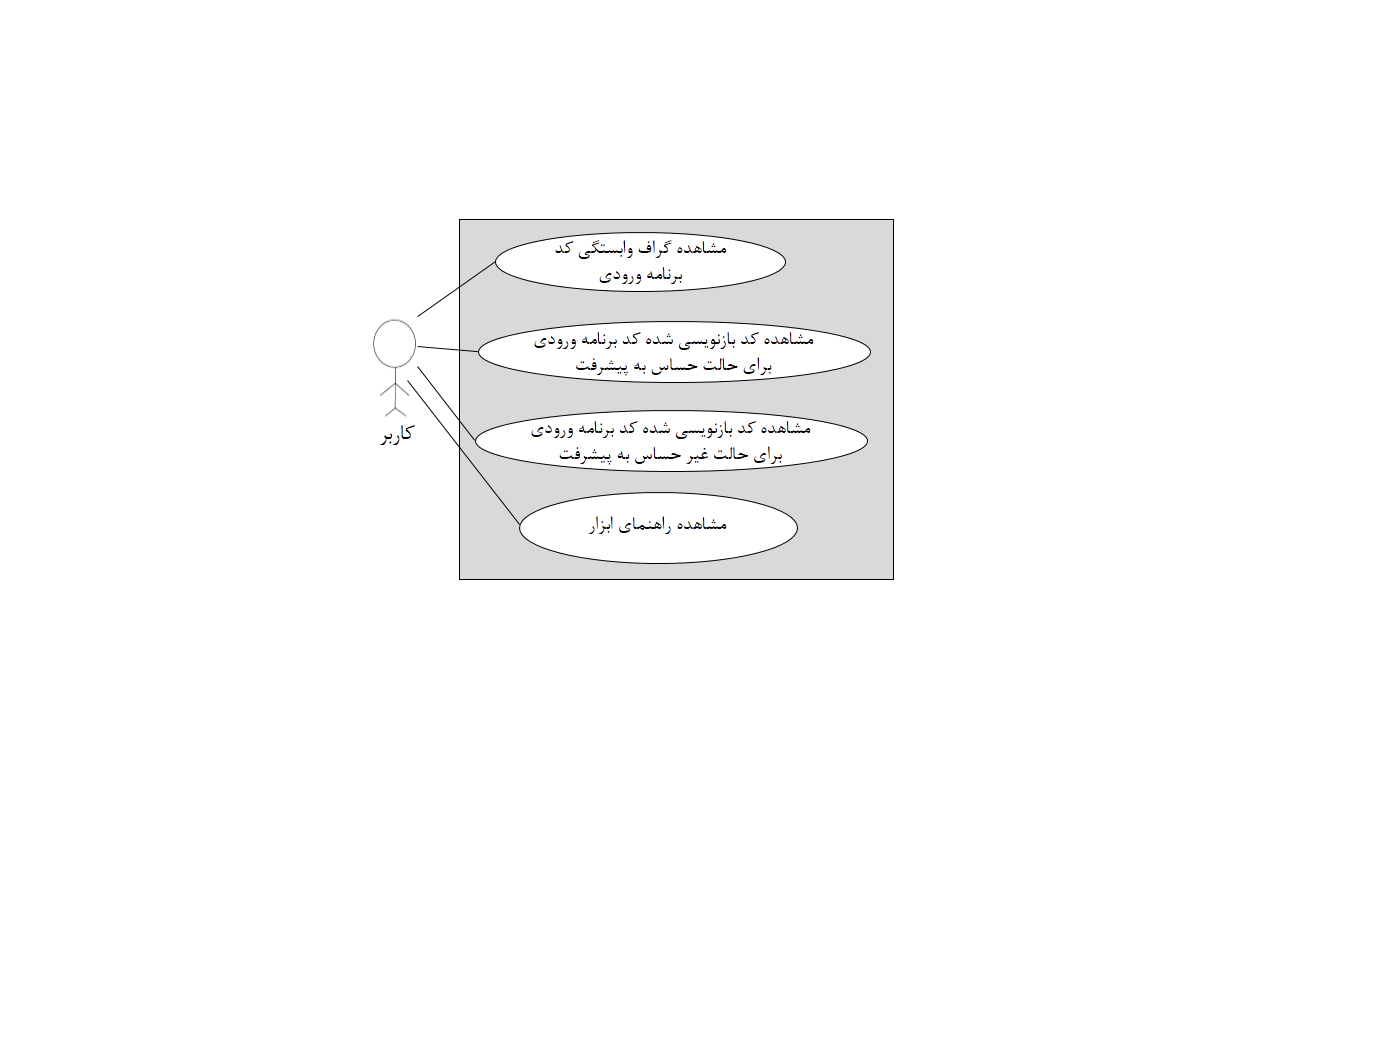 مشاهده گراف وابستگی کد
برنامه ورودی
مشاهده کد بازنویسی شده کد برنامه ورودی
برای حالت حساس به پیشرفت
مشاهده کد بازنویسی شده کد برنامه ورودی
برای حالت غیر حساس به پیشرفت
مشاهده راهنمای ابزار
کاربر